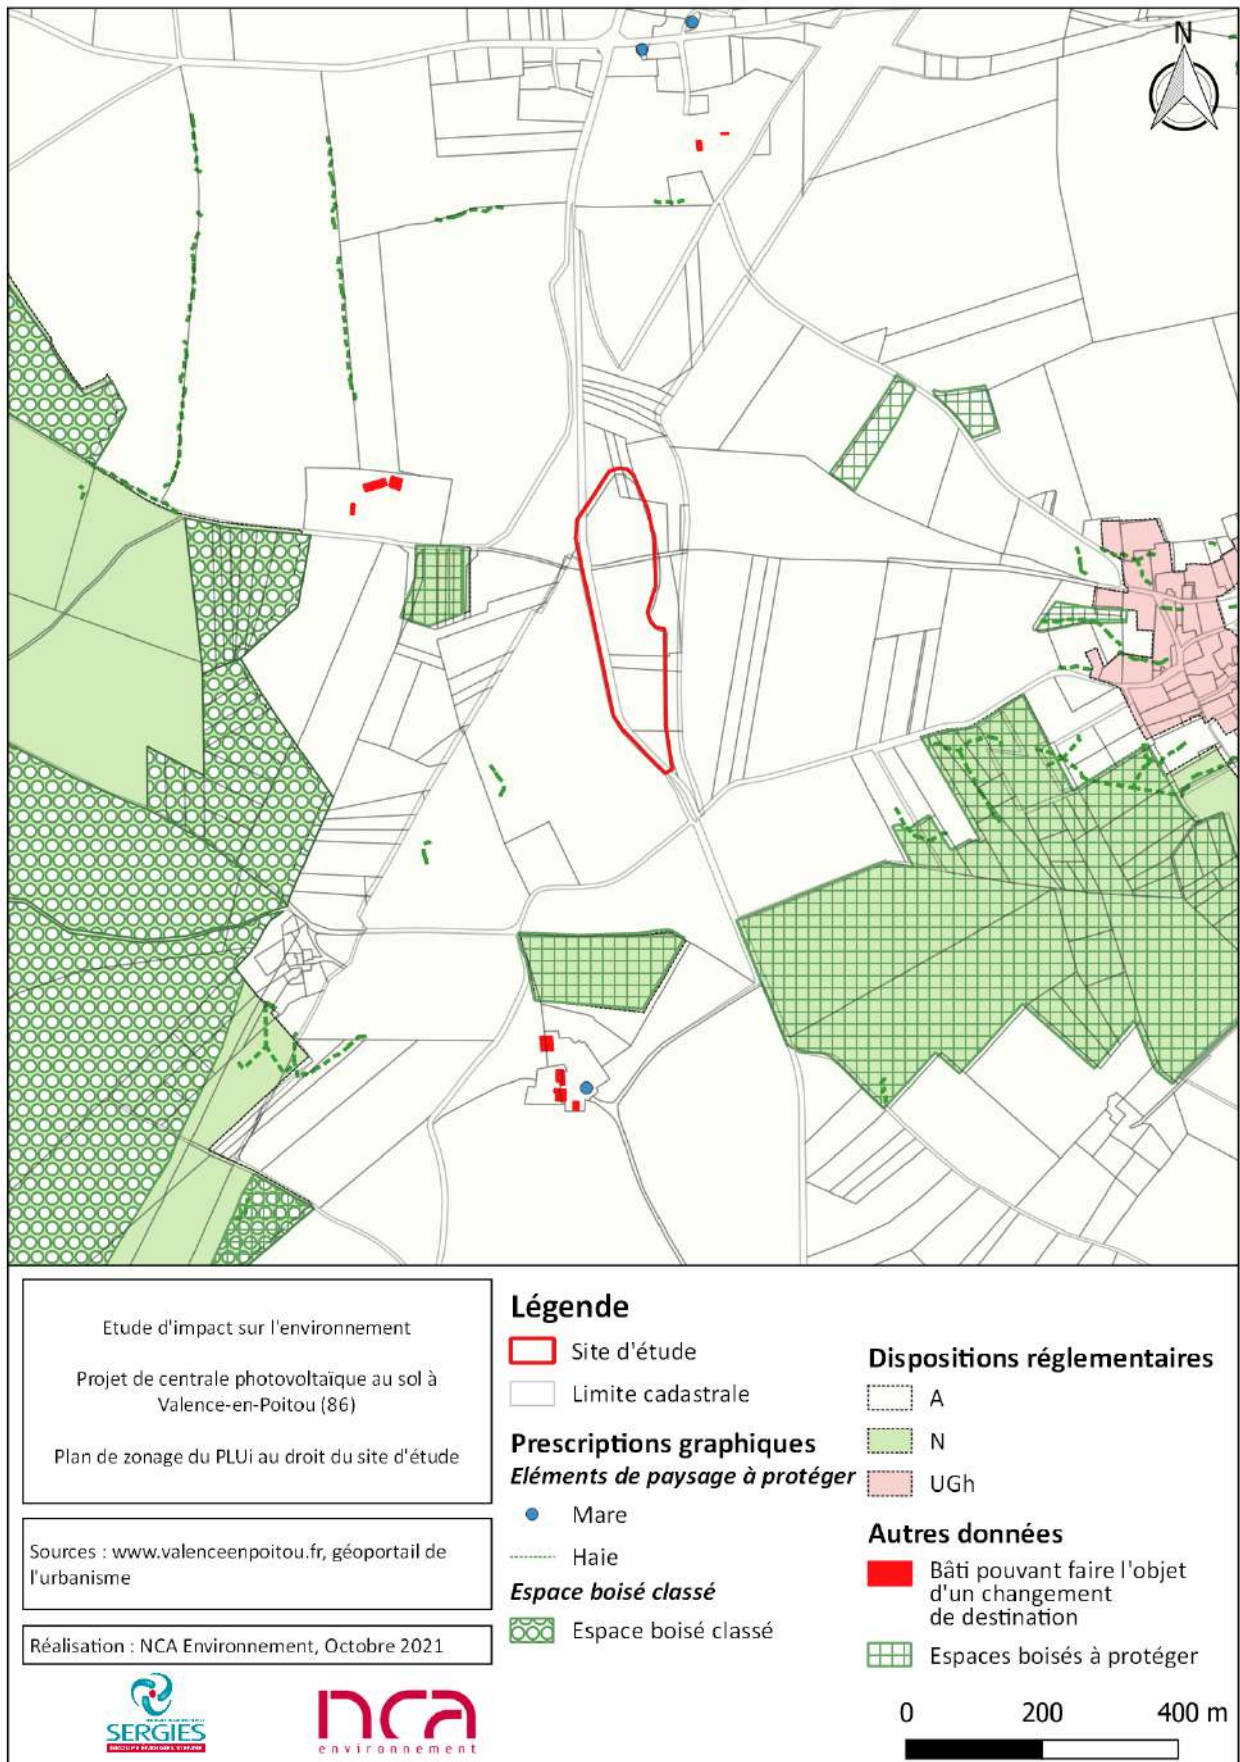 N
Etude d'impact sur l'environnement
Projet de centrale photovoltaïque au sol à
Valence-en-Poitou (86)
Plan de zonage du PLUi au droit du site d'étude
Sources : www.valenceenpoitou.fr, géoportail de
l'urbanisme
Réalisation : NCA Environnement, Octobre 2021
SERGIES
nca
environnement
Légende
Site d'étude
Limite cadastrale
Prescriptions graphiques
Eléments de paysage à protéger
Mare
Haie
Espace boisé classé
Espace boisé classé
Dispositions réglementaires
A
N
UGh
Autres données
Bâti pouvant faire l'objet
d'un changement
de destination
Espaces boisés à protéger
0 200 400 m